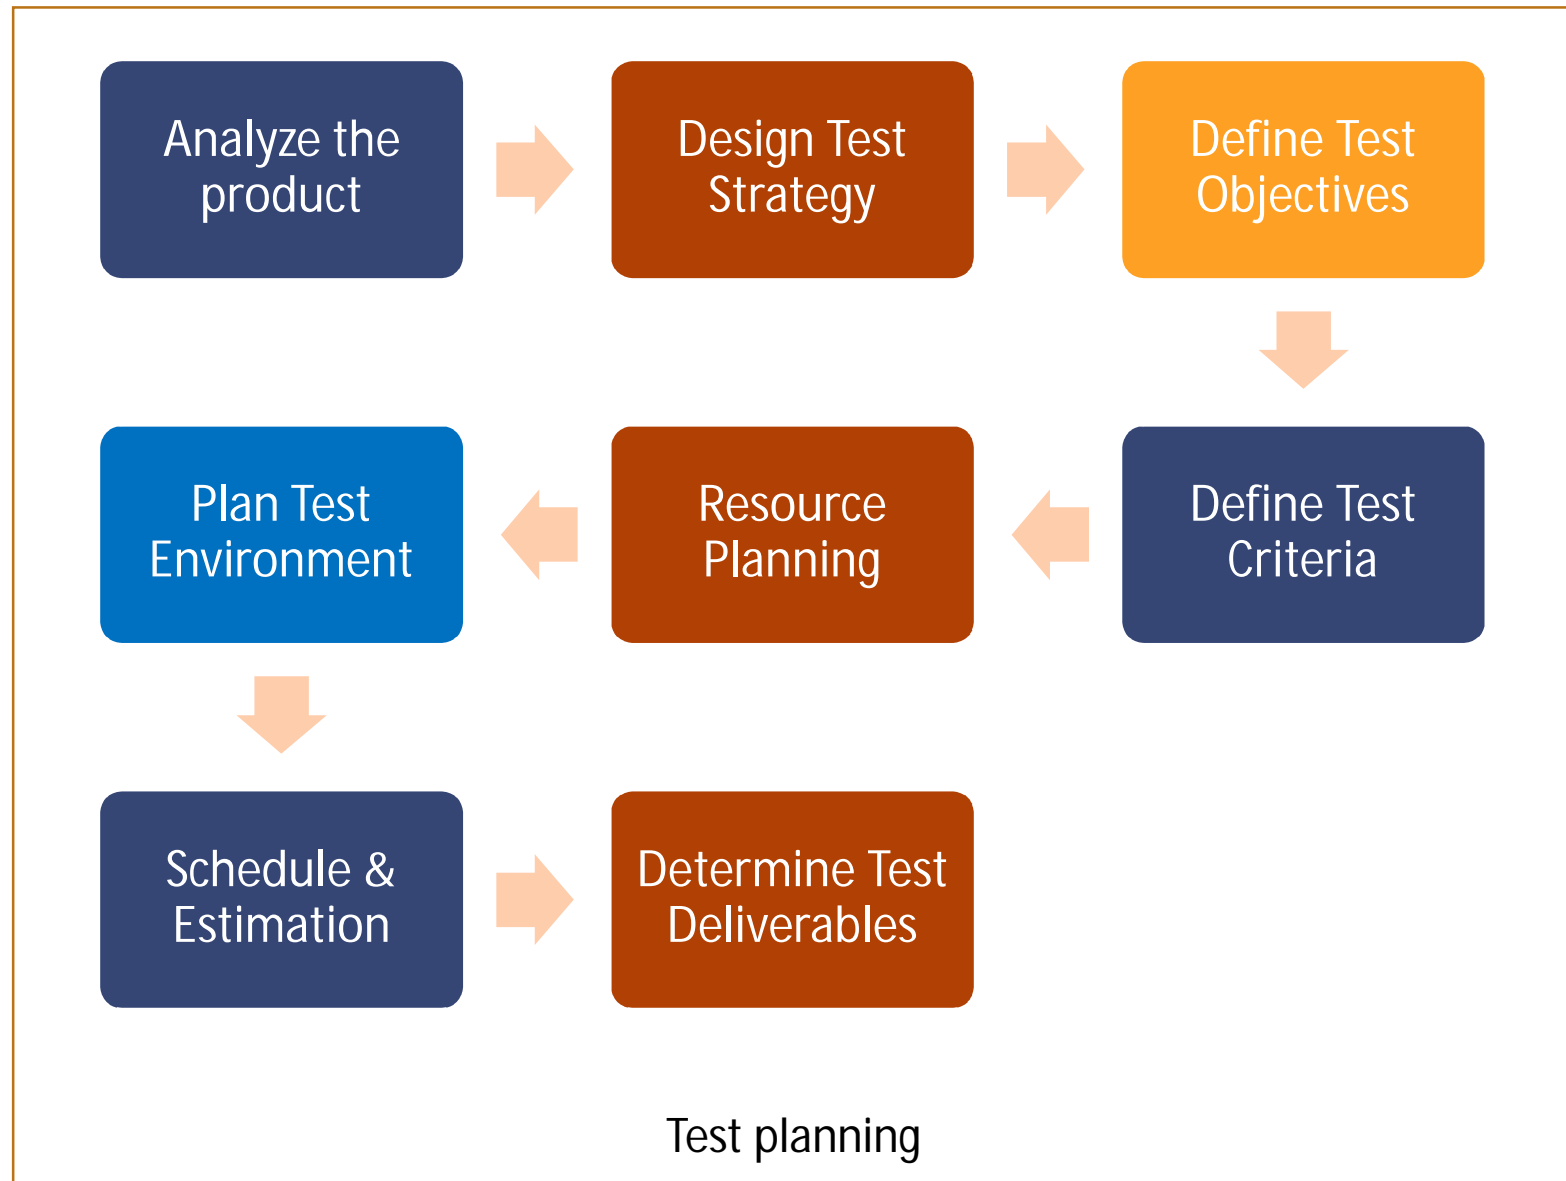 Analyze the
product
Design Test
Strategy
Define Test
Objectives
Define Test
Criteria
Resource
Planning
Plan Test
Environment
Schedule &
Estimation
Determine Test
Deliverables
Test planning